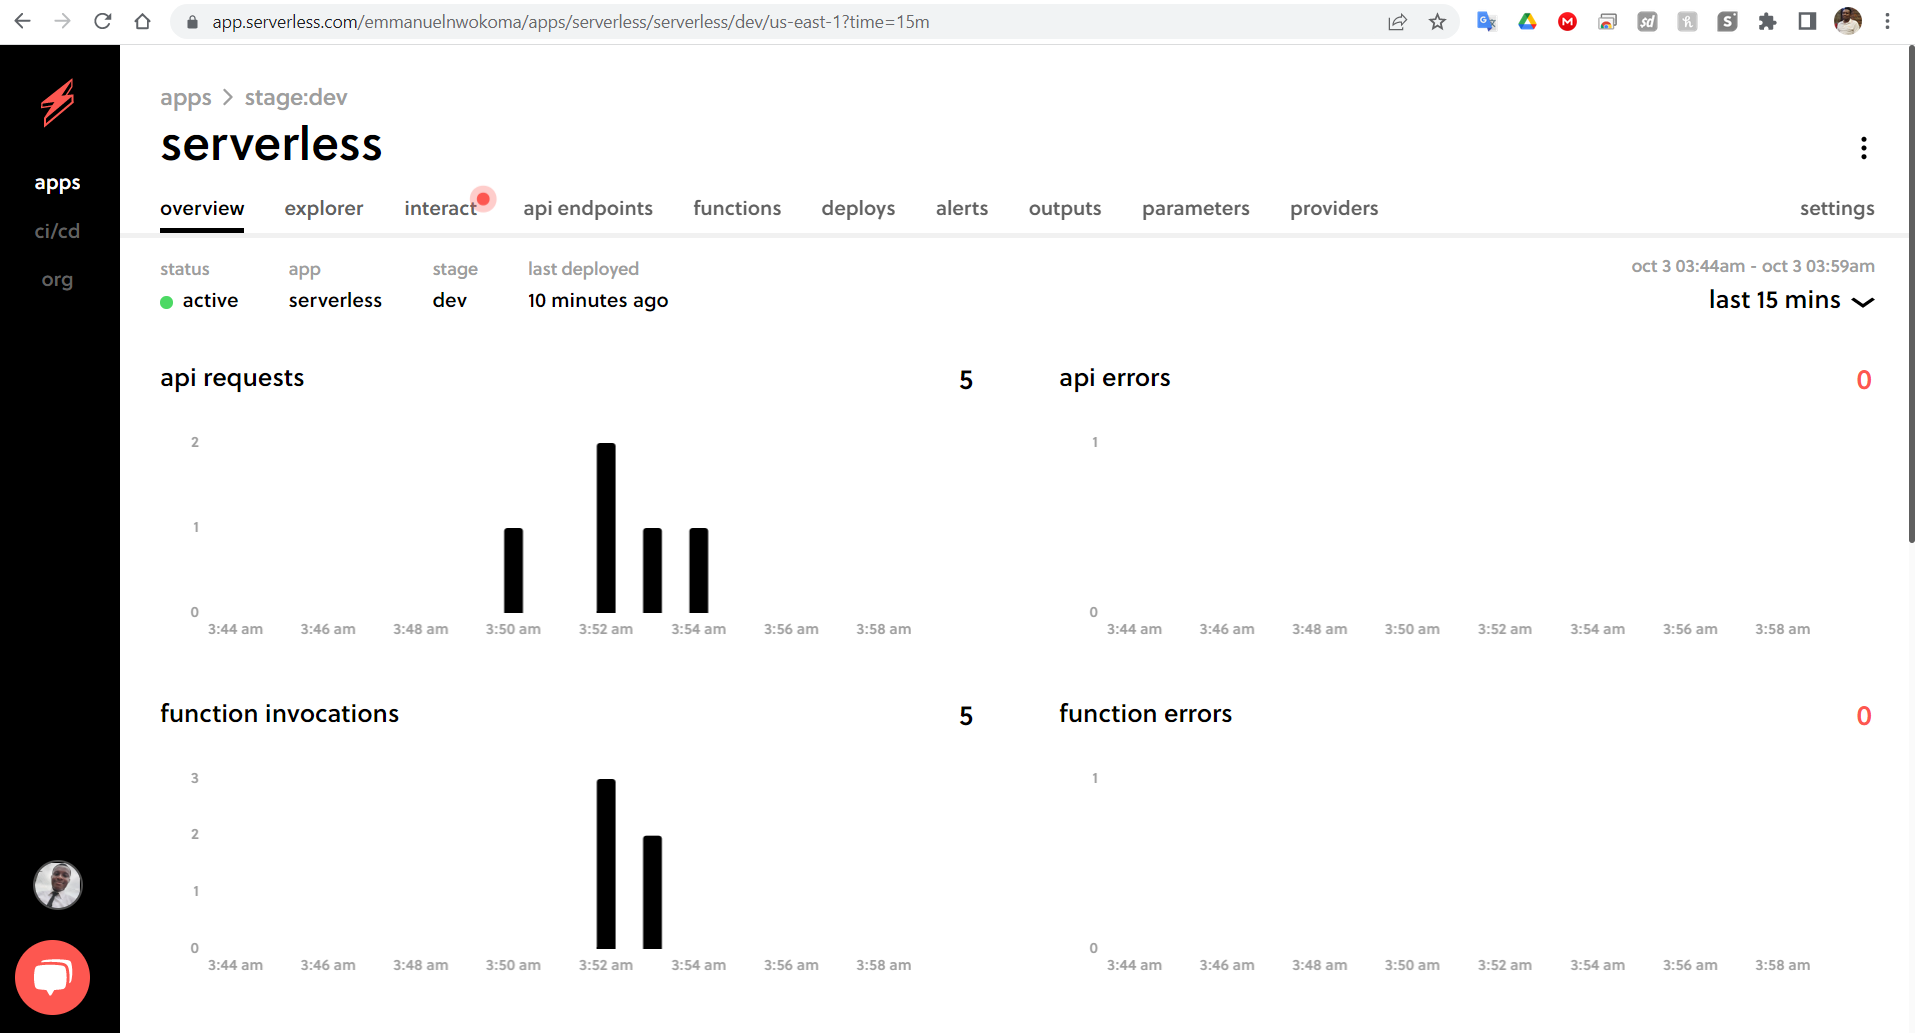 app.serverless.com/emmanuelnwokoma/apps/serverless/serverless/dev/us-east-1?time=15m
apps
ci/cd
org
apps > stage:dev
serverless
overview explorer interact api endpoints functions deploys alerts outputs parameters providers settings
status app stage last deployed oct 3 03:44am - oct 3 03:59am
active serverless dev 10 minutes ago last 15 mins
api requests 5
2
1
0
3:44 am 3:46 am 3:48 am 3:50 am 3:52 am 3:54 am 3:56 am 3:58 am
api errors 0
1
0
3:44 am 3:46 am 3:48 am 3:50 am 3:52 am 3:54 am 3:56 am 3:58 am
function invocations 5
3
2
1
0
3:44 am 3:46 am 3:48 am 3:50 am 3:52 am 3:54 am 3:56 am 3:58 am
function errors 0
1
0
3:44 am 3:46 am 3:48 am 3:50 am 3:52 am 3:54 am 3:56 am 3:58 am